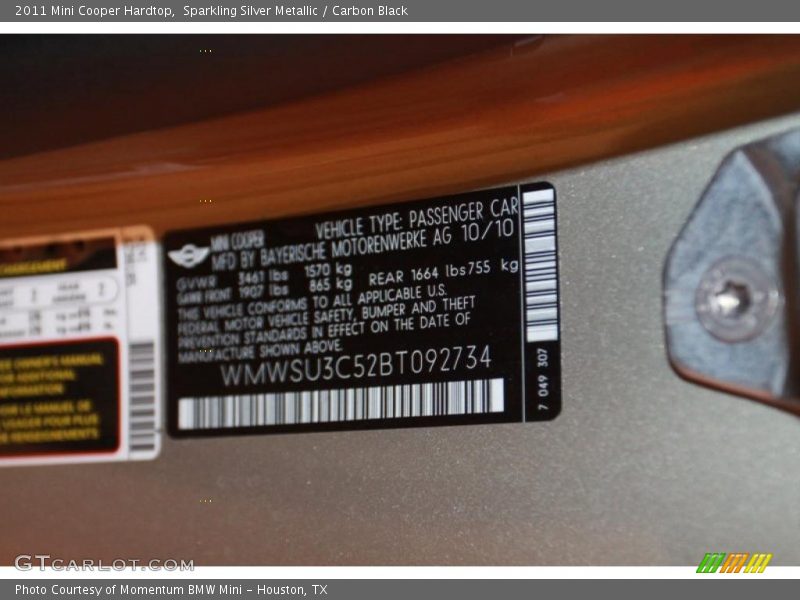 2011 Mini Cooper Hardtop,  Sparkling Silver Metallic / Carbon Black
MINI COOPER
VEHICLE TYPE: PASSENGER CAR
MFD BY BAYERISCHE MOTORENWERKE AG 10/10
GVWR 3461 lbs 1570 kg
GAWR FRONT 1907 lbs 865 kg REAR 1664 lbs 755 kg
THIS VEHICLE CONFORMS TO ALL APPLICABLE U.S.
FEDERAL MOTOR VEHICLE SAFETY, BUMPER AND THEFT
PREVENTION STANDARDS IN EFFECT ON THE DATE OF
MANUFACTURE SHOWN ABOVE.
WMWSU3C52BT092734
7 049 307
GTCARLOT.COM
Photo Courtesy of Momentum BMW Mini - Houston, TX